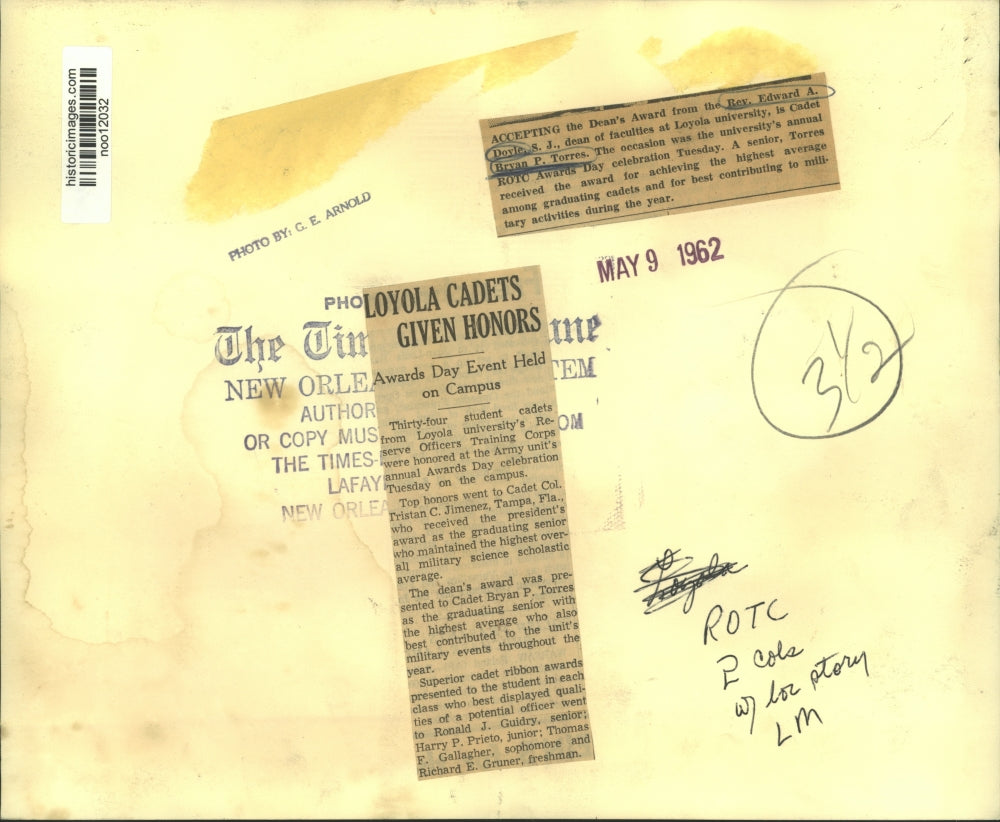 historicimages.com
noo12032
ACCEPTING the Dean's Award from the Rev. Edward A.
Doyle, S. J., dean of faculties at Loyola university, is Cadet
Bryan P. Torres. The occasion was the university's annual
ROTC Awards Day celebration Tuesday. A senior, Torres
received the award for achieving the highest average
among graduating cadets and for best contributing to mili-
tary activities during the year.
PHOTO BY: G. E. ARNOLD
MAY 9 1962
PHO
The Tim une
NEW ORLEA TEM
AUTHOR
OR COPY MUS OM
THE TIMES-
LAFAY
NEW ORLEA
LOYOLA CADETS
GIVEN HONORS
Awards Day Event Held
on Campus
Thirty-four student cadets
from Loyola university's Re-
serve Officers Training Corps
were honored at the Army unit's
annual Awards Day celebration
Tuesday on the campus.
Top honors went to Cadet Col.
Tristan C. Jimenez, Tampa, Fla.,
who received the president's
award as the graduating senior
who maintained the highest over-
all military science scholastic
average.
The dean's award was pre-
sented to Cadet Bryan P. Torres
as the graduating senior with
the highest average who also
best contributed to the unit's
military events throughout the
year.
Superior cadet ribbon awards
presented to the student in each
class who best displayed quali-
ties of a potential officer went
to Ronald J. Guidry, senior;
Harry P. Prieto, junior; Thomas
F. Gallagher, sophomore and
Richard E. Gruner, freshman.
Loyola
ROTC
2 cols
w/ loc story
LM